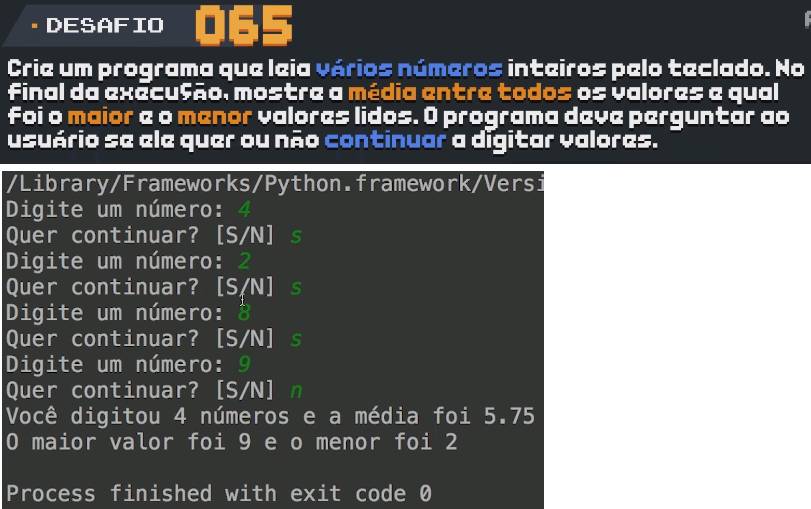 DESAFIO 065
Crie um programa que leia vários números inteiros pelo teclado. No
final da execução, mostre a média entre todos os valores e qual
foi o maior e o menor valores lidos. O programa deve perguntar ao
usuário se ele quer ou não continuar a digitar valores.
/Library/Frameworks/Python.framework/Versi
Digite um número: 4
Quer continuar? [S/N] s
Digite um número: 2
Quer continuar? [S/N] s
Digite um número: 8
Quer continuar? [S/N] s
Digite um número: 9
Quer continuar? [S/N] n
Você digitou 4 números e a média foi 5.75
O maior valor foi 9 e o menor foi 2
Process finished with exit code 0